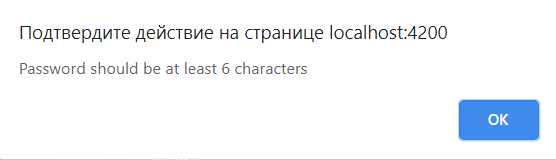 Подтвердите действие на странице localhost:4200
Password should be at least 6 characters
OK